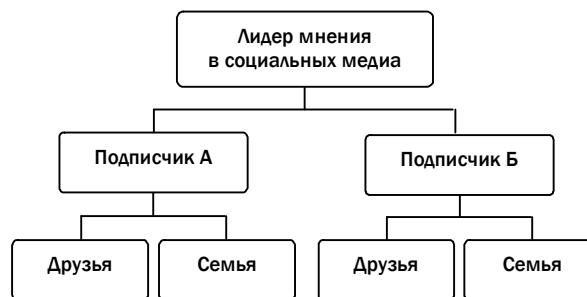 Лидер мнения
в социальных медиа
Подписчик А
Подписчик Б
Друзья
Семья
Друзья
Семья